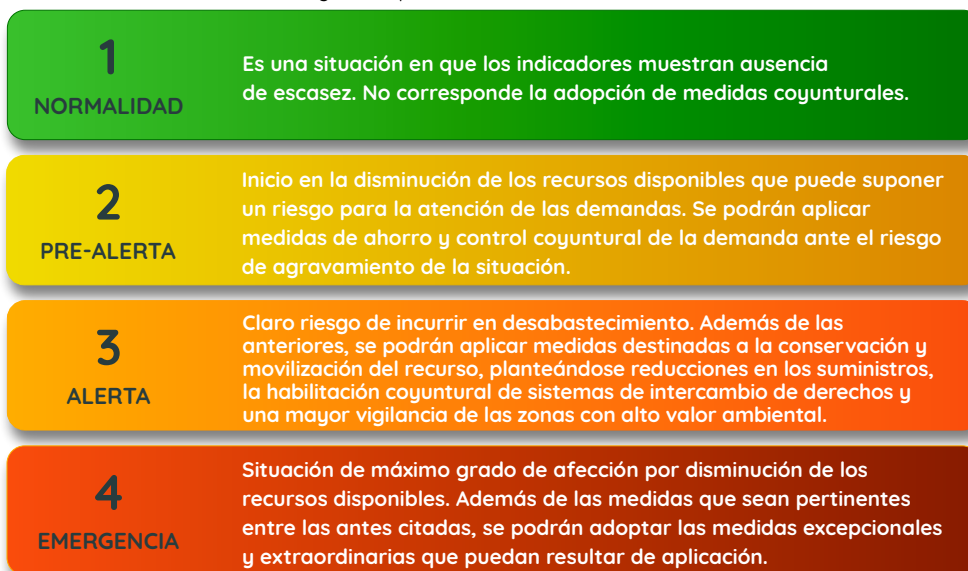 1
NORMALIDAD
Es una situación en que los indicadores muestran ausencia
de escasez. No corresponde la adopción de medidas coyunturales.
2
PRE-ALERTA
Inicio en la disminución de los recursos disponibles que puede suponer
un riesgo para la atención de las demandas. Se podrán aplicar
medidas de ahorro y control coyuntural de la demanda ante el riesgo
de agravamiento de la situación.
3
ALERTA
Claro riesgo de incurrir en desabastecimiento. Además de las
anteriores, se podrán aplicar medidas destinadas a la conservación y
movilización del recurso, planteándose reducciones en los suministros,
la habilitación coyuntural de sistemas de intercambio de derechos y
una mayor vigilancia de las zonas con alto valor ambiental.
4
EMERGENCIA
Situación de máximo grado de afección por disminución de los
recursos disponibles. Además de las medidas que sean pertinentes
entre las antes citadas, se podrán adoptar las medidas excepcionales
y extraordinarias que puedan resultar de aplicación.